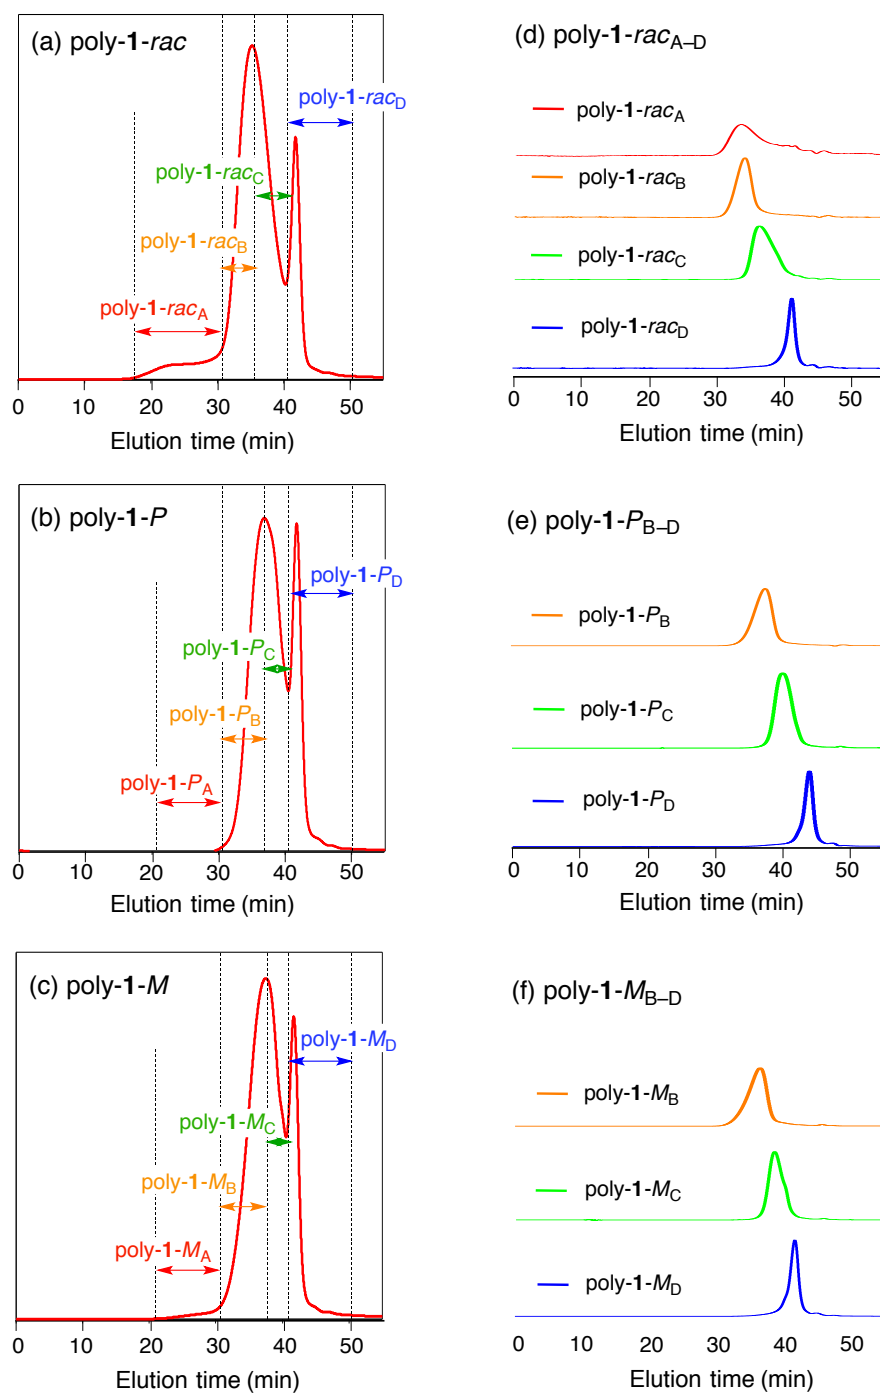 (a) poly-1-rac
poly-1-racD
poly-1-racC
poly-1-racB
poly-1-racA
0 10 20 30 40 50
Elution time (min)
(d) poly-1-racA–D
poly-1-racA
poly-1-racB
poly-1-racC
poly-1-racD
0 10 20 30 40 50
Elution time (min)
(b) poly-1-P
poly-1-PD
poly-1-PC
poly-1-PB
poly-1-PA
0 10 20 30 40 50
Elution time (min)
(e) poly-1-PB–D
poly-1-PB
poly-1-PC
poly-1-PD
0 10 20 30 40 50
Elution time (min)
(c) poly-1-M
poly-1-MD
poly-1-MC
poly-1-MB
poly-1-MA
0 10 20 30 40 50
Elution time (min)
(f) poly-1-MB–D
poly-1-MB
poly-1-MC
poly-1-MD
0 10 20 30 40 50
Elution time (min)